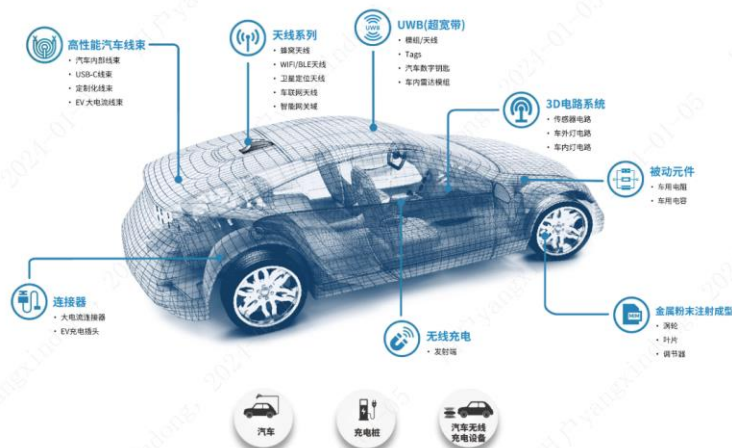 高性能汽车线束
• 汽车内部线束
• USB-C线束
• 定制化线束
• EV 大电流线束
天线系列
• 蜂窝天线
• WIFI/BLE天线
• 卫星定位天线
• 车联网天线
• 智能网关域
UWB
UWB(超宽带)
• 模组/天线
• Tags
• 汽车数字钥匙
• 车内雷达模组
3D电路系统
• 传感器电路
• 车外灯电路
• 车内灯电路
被动元件
• 车用电阻
• 车用电容
连接器
• 大电流连接器
• EV充电插头
无线充电
• 发射端
MIM
金属粉末注射成型
• 涡轮
• 叶片
• 调节器
汽车
充电桩
汽车无线
充电设备